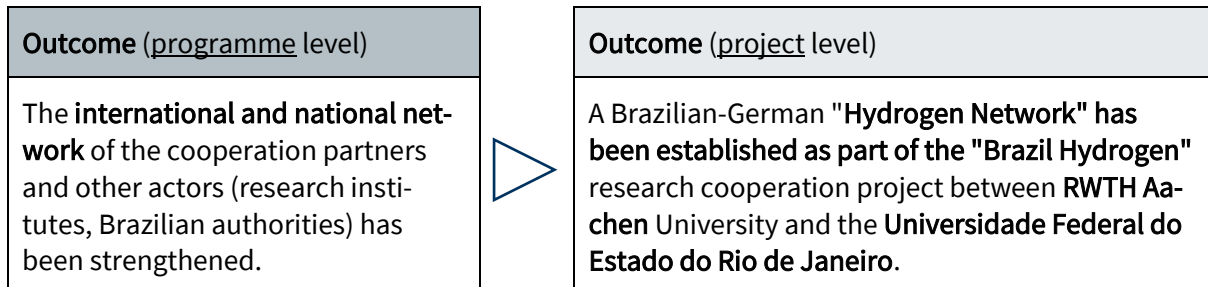 Outcome (programme level)
The international and national net-
work of the cooperation partners
and other actors (research insti-
tutes, Brazilian authorities) has
been strengthened.
Outcome (project level)
A Brazilian-German "Hydrogen Network" has
been established as part of the "Brazil Hydrogen"
research cooperation project between RWTH Aa-
chen University and the Universidade Federal do
Estado do Rio de Janeiro.